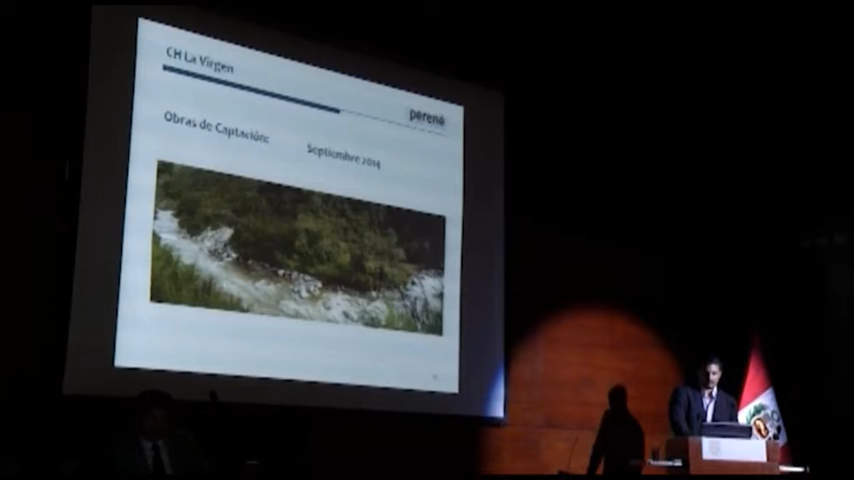 CH La Virgen
perené
Obras de Captación:
Septiembre 2014